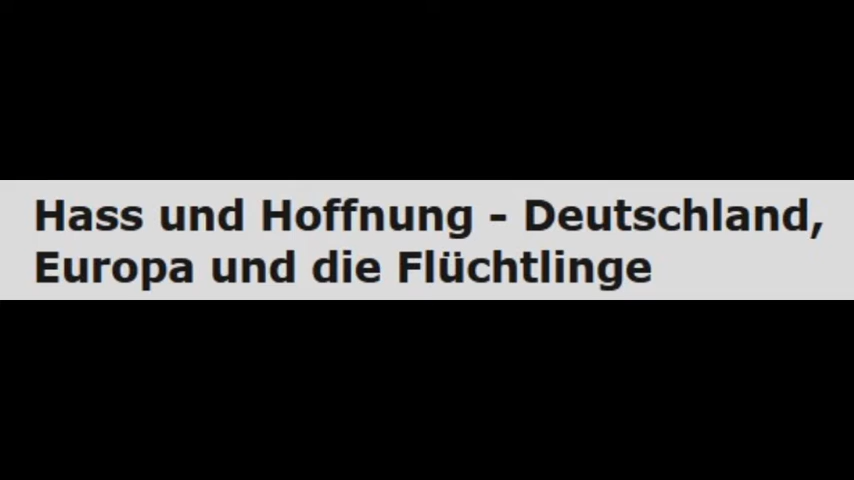 Hass und Hoffnung - Deutschland,
Europa und die Flüchtlinge